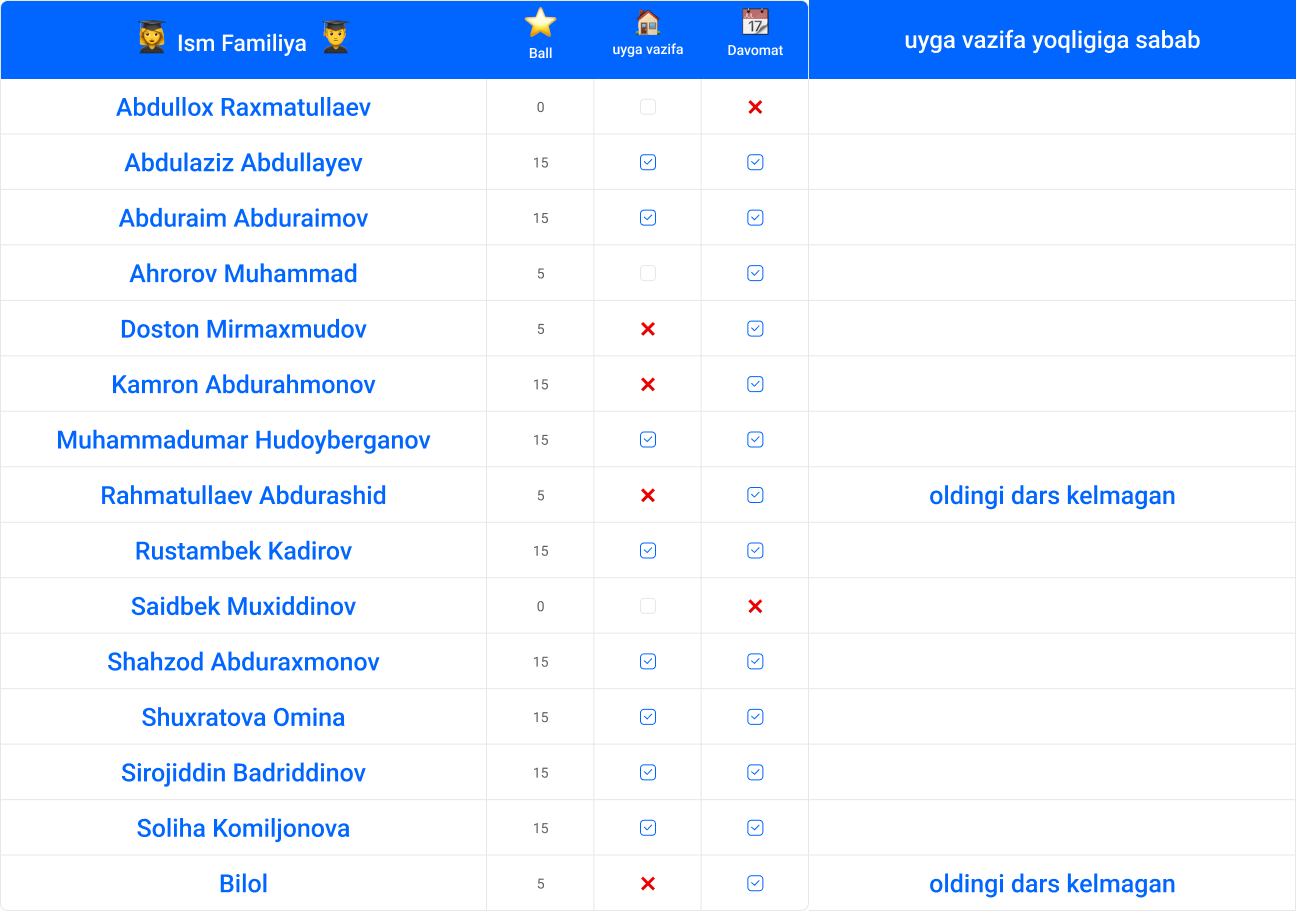 Ism Familiya
Ball
uyga vazifa
JUL
17
Davomat
uyga vazifa yoqligiga sabab
Abdullox Raxmatullaev 0
Abdulaziz Abdullayev 15
Abduraim Abduraimov 15
Ahrorov Muhammad 5
Doston Mirmaxmudov 5
Kamron Abdurahmonov 15
Muhammadumar Hudoyberganov 15
Rahmatullaev Abdurashid 5 oldingi dars kelmagan
Rustambek Kadirov 15
Saidbek Muxiddinov 0
Shahzod Abduraxmonov 15
Shuxratova Omina 15
Sirojiddin Badriddinov 15
Soliha Komiljonova 15
Bilol 5 oldingi dars kelmagan